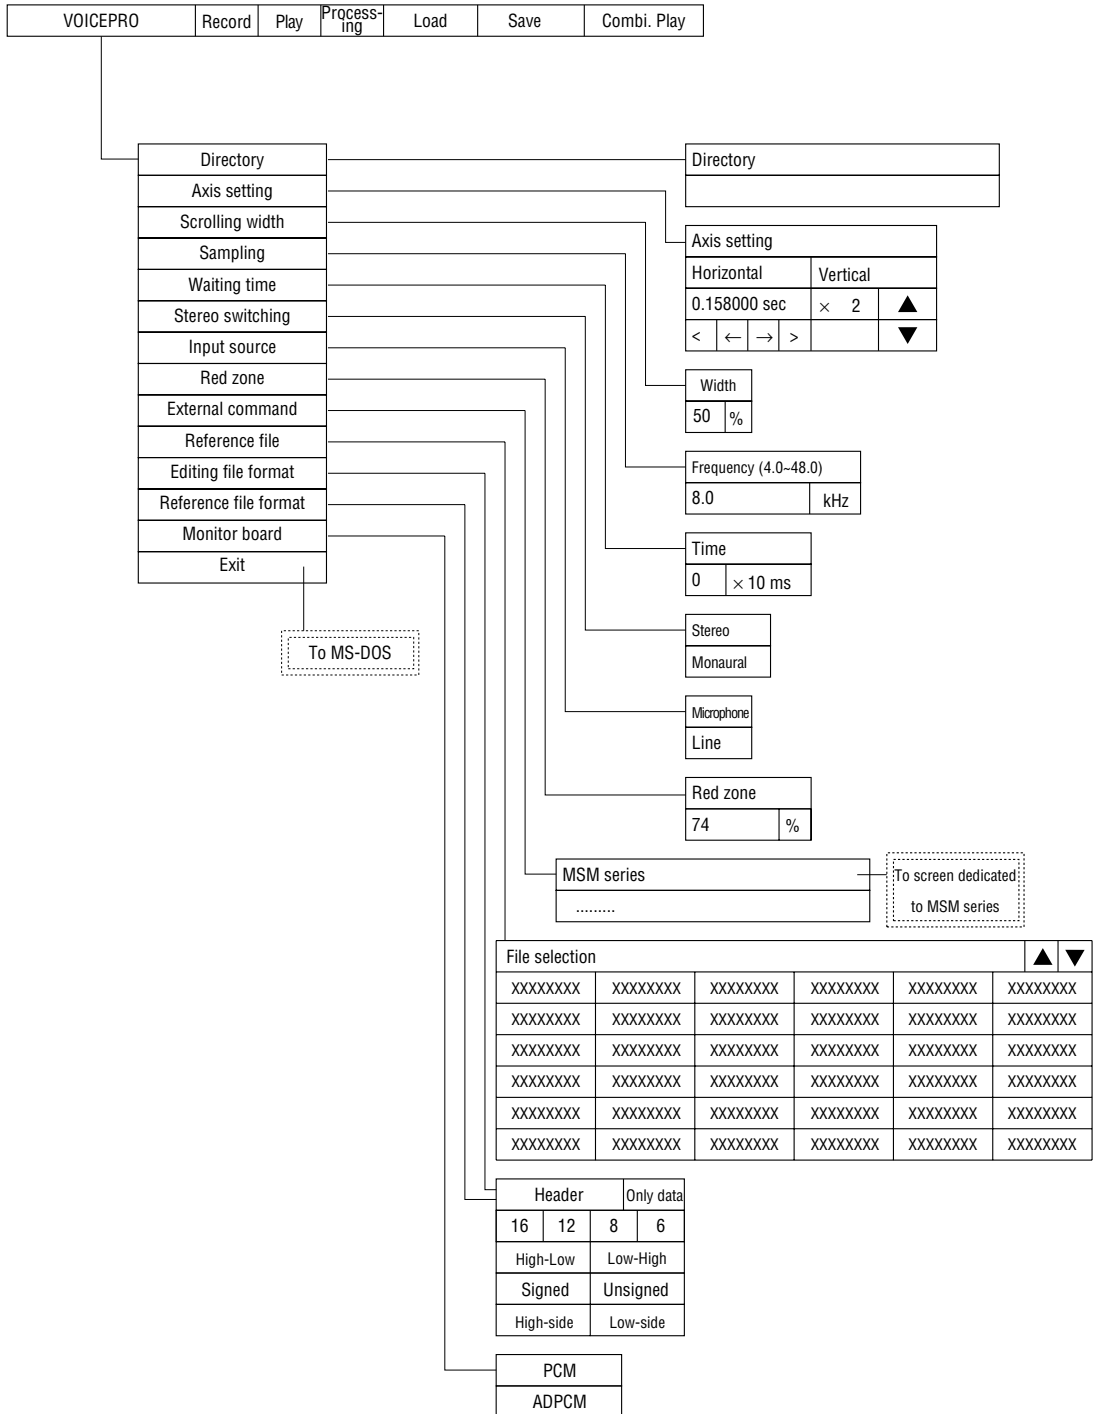 VOICEPRO Record Play Process-
ing Load Save Combi. Play
Directory
Axis setting
Scrolling width
Sampling
Waiting time
Stereo switching
Input source
Red zone
External command
Reference file
Editing file format
Reference file format
Monitor board
Exit
To MS-DOS
Directory
Axis setting
Horizontal Vertical
0.158000 sec × 2 ▲
< ← → > ▼
Width
50 %
Frequency (4.0~48.0)
8.0 kHz
Time
0 × 10 ms
Stereo
Monaural
Microphone
Line
Red zone
74 %
MSM series
.........
To screen dedicated
to MSM series
File selection ▲ ▼
XXXXXXXX XXXXXXXX XXXXXXXX XXXXXXXX XXXXXXXX XXXXXXXX
XXXXXXXX XXXXXXXX XXXXXXXX XXXXXXXX XXXXXXXX XXXXXXXX
XXXXXXXX XXXXXXXX XXXXXXXX XXXXXXXX XXXXXXXX XXXXXXXX
XXXXXXXX XXXXXXXX XXXXXXXX XXXXXXXX XXXXXXXX XXXXXXXX
XXXXXXXX XXXXXXXX XXXXXXXX XXXXXXXX XXXXXXXX XXXXXXXX
XXXXXXXX XXXXXXXX XXXXXXXX XXXXXXXX XXXXXXXX XXXXXXXX
Header Only data
16 12 8 6
High-Low Low-High
Signed Unsigned
High-side Low-side
PCM
ADPCM